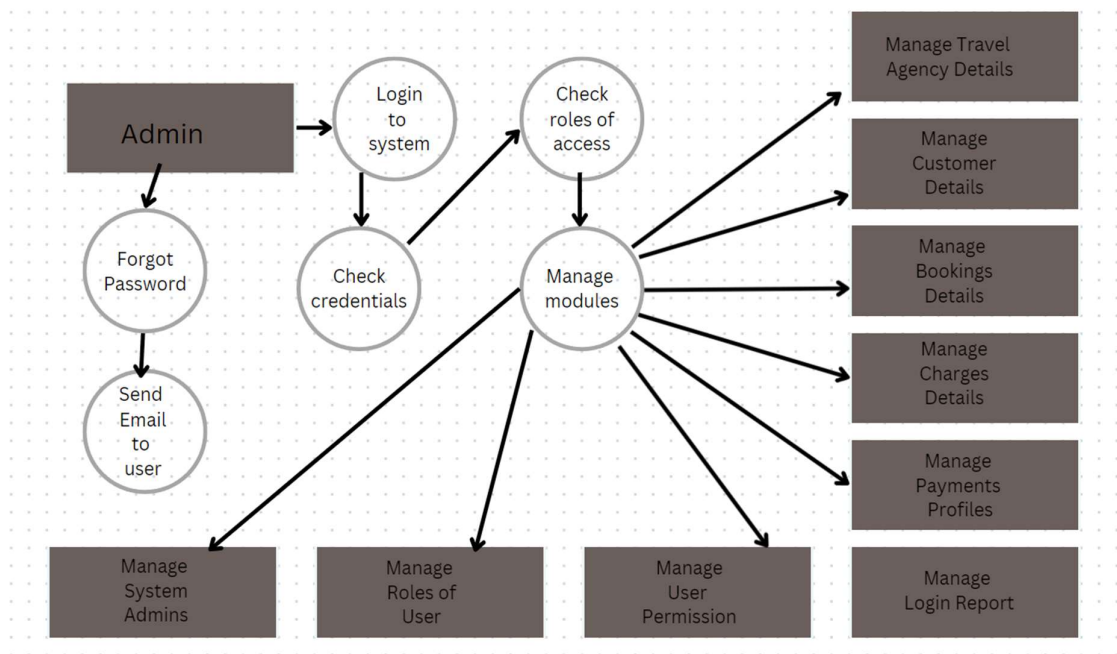 Admin
Login
to
system
Check
roles of
access
Manage Travel
Agency Details
Manage
Customer
Details
Forgot
Password
Check
credentials
Manage
modules
Manage
Bookings
Details
Manage
Charges
Details
Send
Email
to
user
Manage
Payments
Profiles
Manage
System
Admins
Manage
Roles of
User
Manage
User
Permission
Manage
Login Report